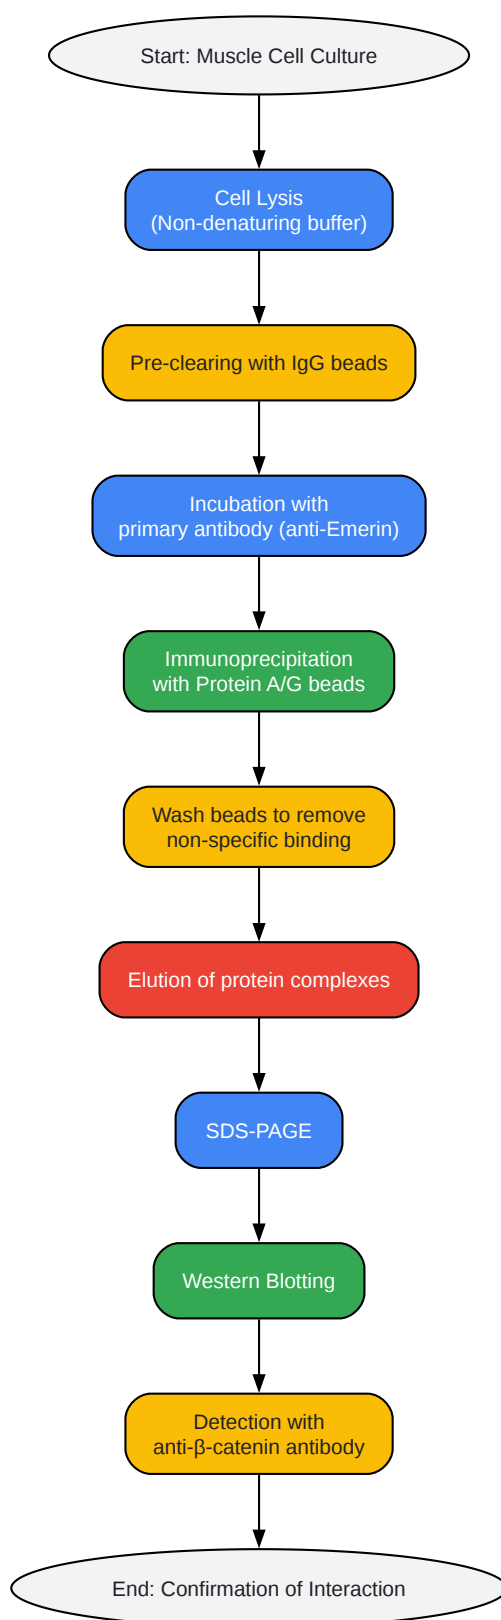 Start: Muscle Cell Culture
Cell Lysis
(Non-denaturing buffer)
Pre-clearing with IgG beads
Incubation with
primary antibody (anti-Emerin)
Immunoprecipitation
with Protein A/G beads
Wash beads to remove
non-specific binding
Elution of protein complexes
SDS-PAGE
Western Blotting
Detection with
anti-β-catenin antibody
End: Confirmation of Interaction